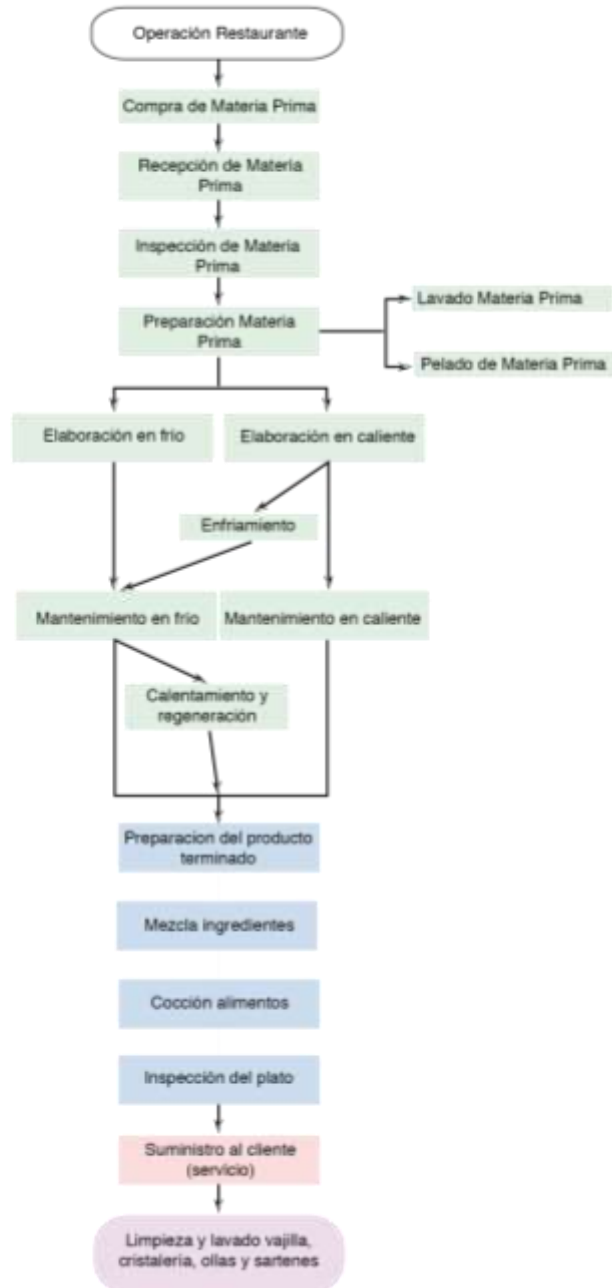 Operación Restaurante
Compra de Materia Prima
Recepción de Materia
Prima
Inspección de Materia
Prima
Preparación Materia
Prima
Lavado Materia Prima
Pelado de Materia Prima
Elaboración en frío
Elaboración en caliente
Enfriamiento
Mantenimiento en frío
Mantenimiento en caliente
Calentamiento y
regeneración
Preparacion del producto
terminado
Mezcla ingredientes
Cocción alimentos
Inspección del plato
Suministro al cliente
(servicio)
Limpieza y lavado vajilla,
cristalería, ollas y sartenes